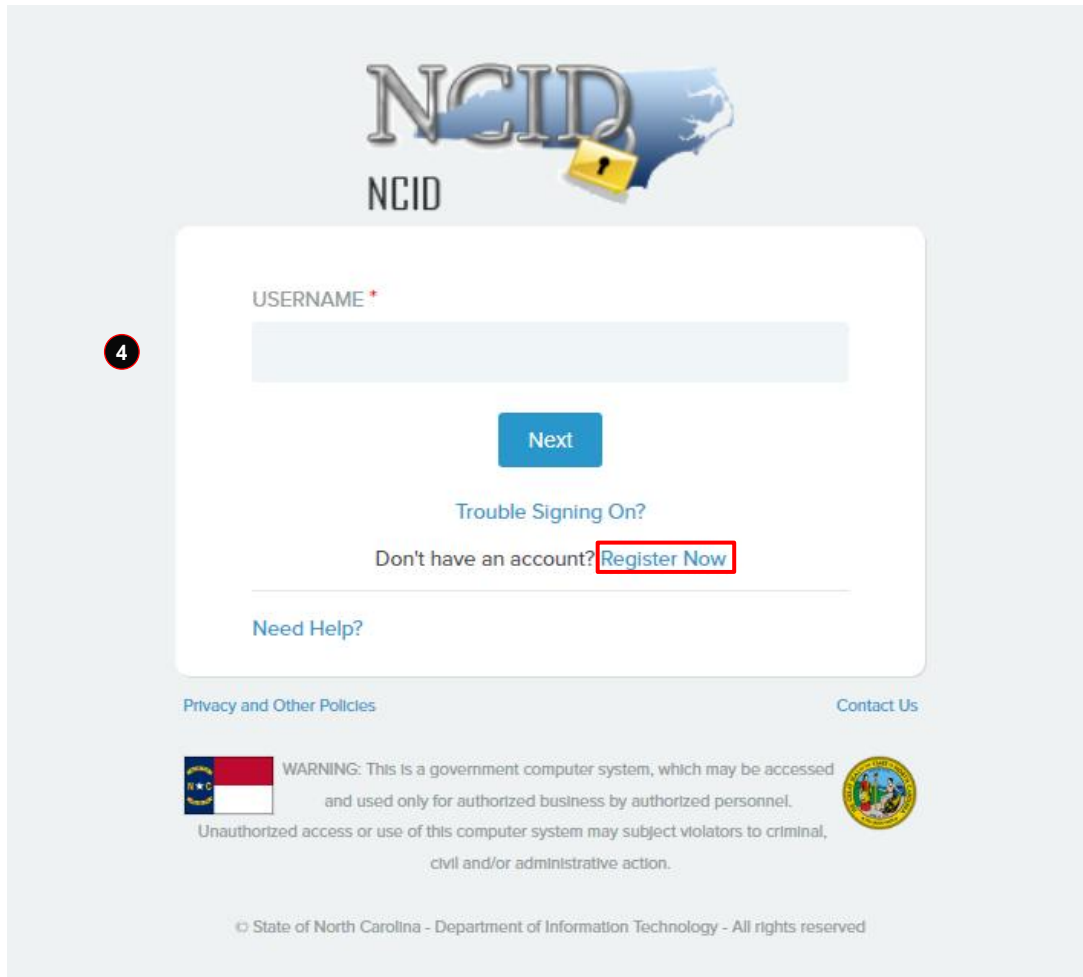 NCID
NCID
USERNAME *
4
Next
Trouble Signing On?
Don't have an account? Register Now
Need Help?
Privacy and Other Policies
Contact Us
N★C
WARNING: This is a government computer system, which may be accessed
and used only for authorized business by authorized personnel.
Unauthorized access or use of this computer system may subject violators to criminal,
civil and/or administrative action.
© State of North Carolina - Department of Information Technology - All rights reserved